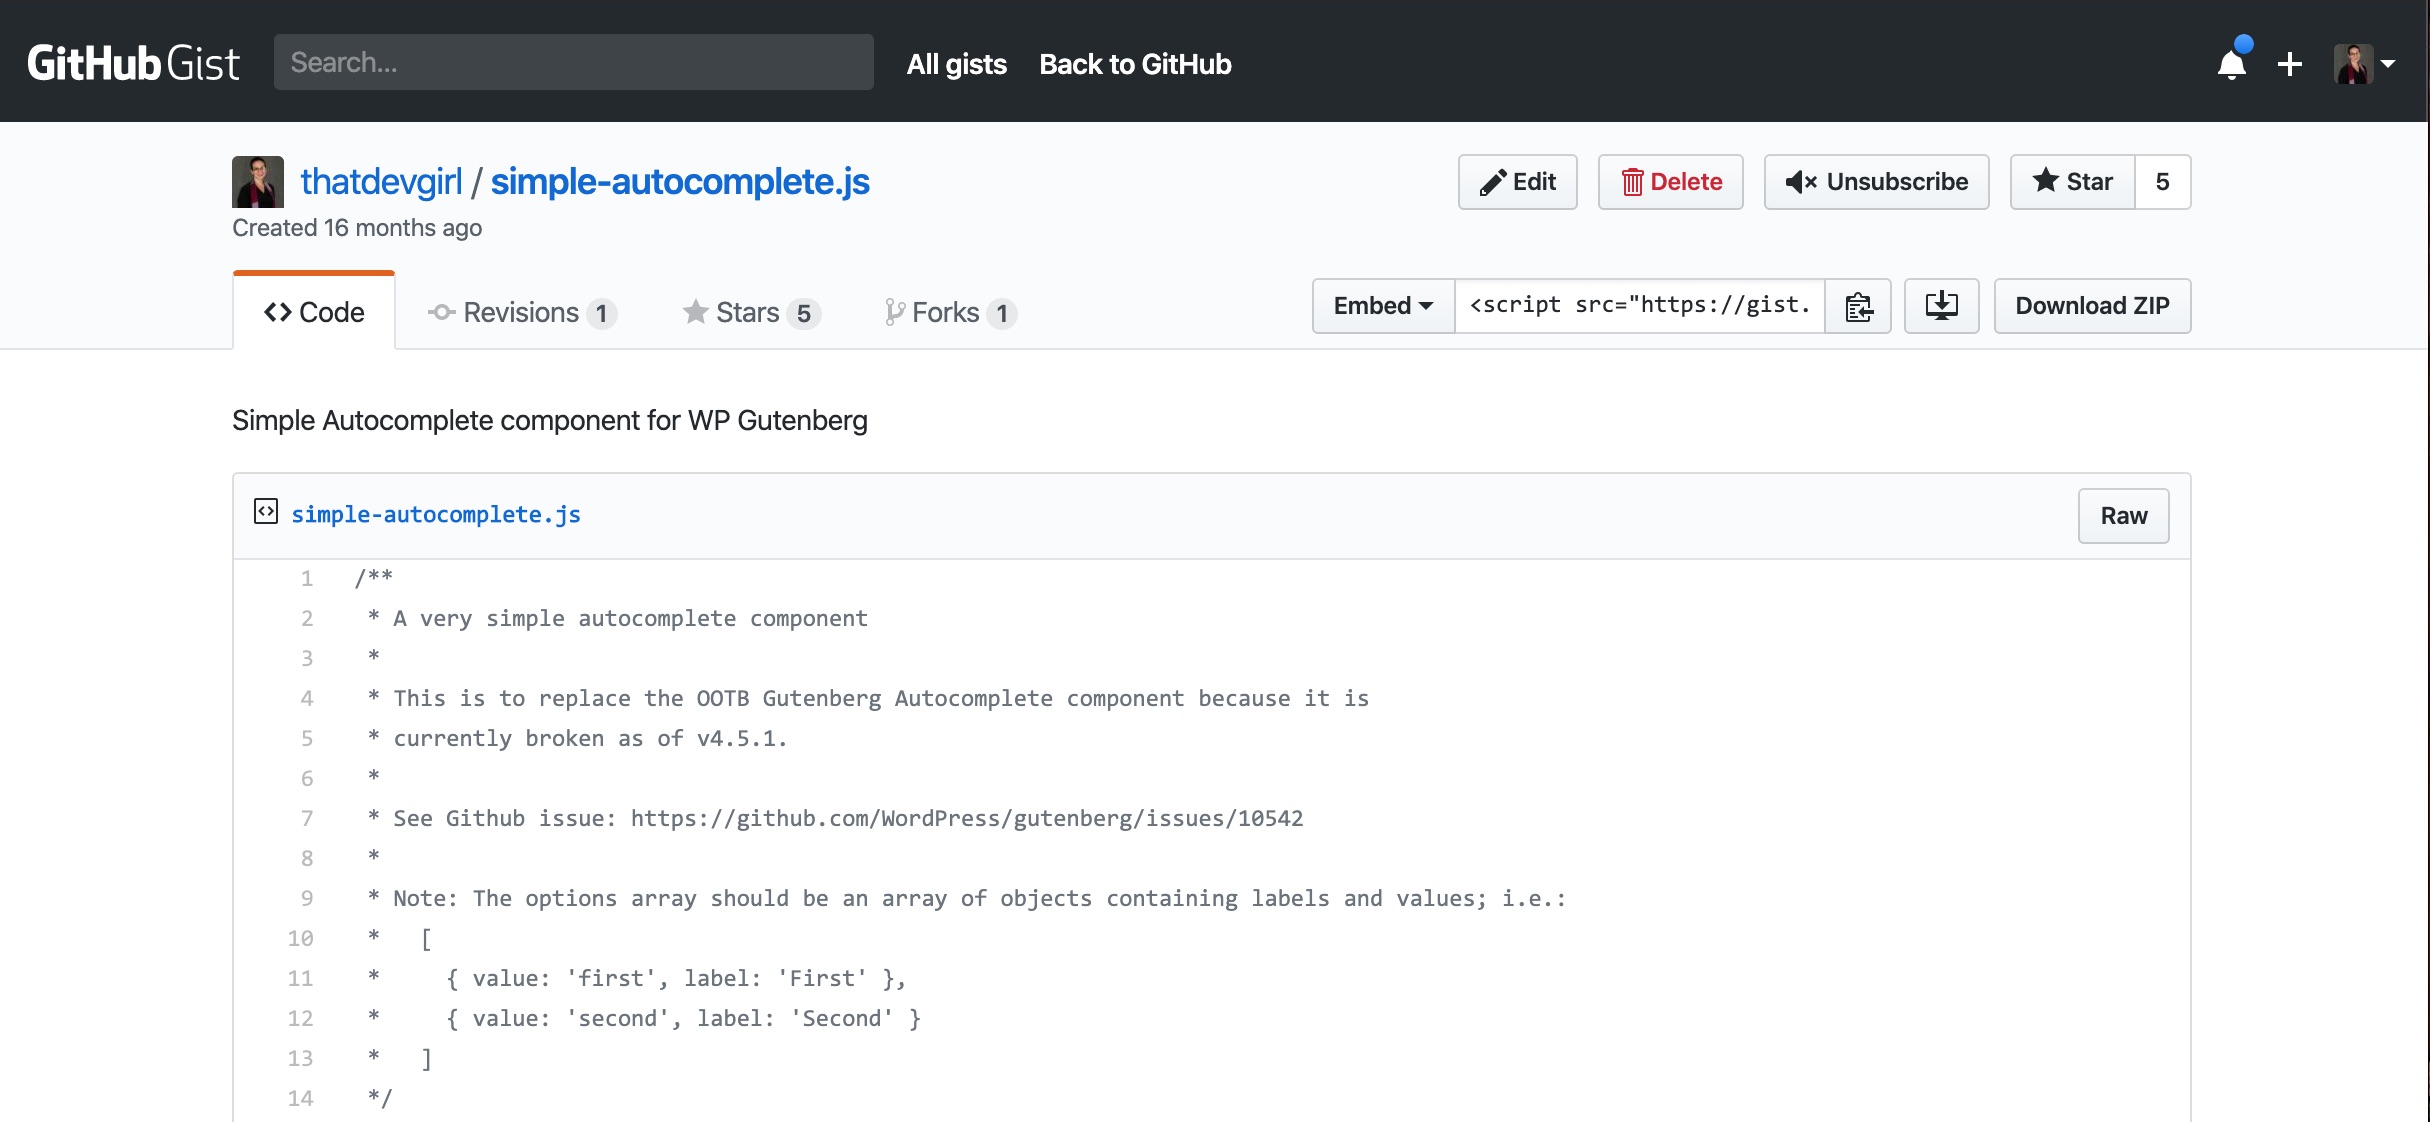 GitHub Gist Search... All gists Back to GitHub
thatdevgirl / simple-autocomplete.js Edit Delete Unsubscribe Star 5
Created 16 months ago
Code Revisions 1 Stars 5 Forks 1 Embed <script src="https://gist. Download ZIP
Simple Autocomplete component for WP Gutenberg
simple-autocomplete.js Raw
1 /**
2 * A very simple autocomplete component
3 *
4 * This is to replace the OOTB Gutenberg Autocomplete component because it is
5 * currently broken as of v4.5.1.
6 *
7 * See Github issue: https://github.com/WordPress/gutenberg/issues/10542
8 *
9 * Note: The options array should be an array of objects containing labels and values; i.e.:
10 *   [
11 *     { value: 'first', label: 'First' },
12 *     { value: 'second', label: 'Second' }
13 *   ]
14 */